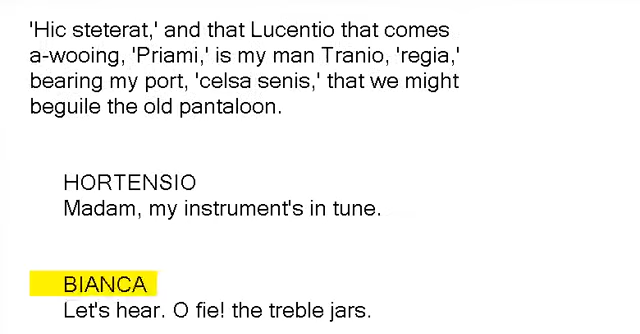 'Hic steterat,' and that Lucentio that comes
a-wooing, 'Priami,' is my man Tranio, 'regia,'
bearing my port, 'celsa senis,' that we might
beguile the old pantaloon.
HORTENSIO
Madam, my instrument's in tune.
BIANCA
Let's hear. O fie! the treble jars.